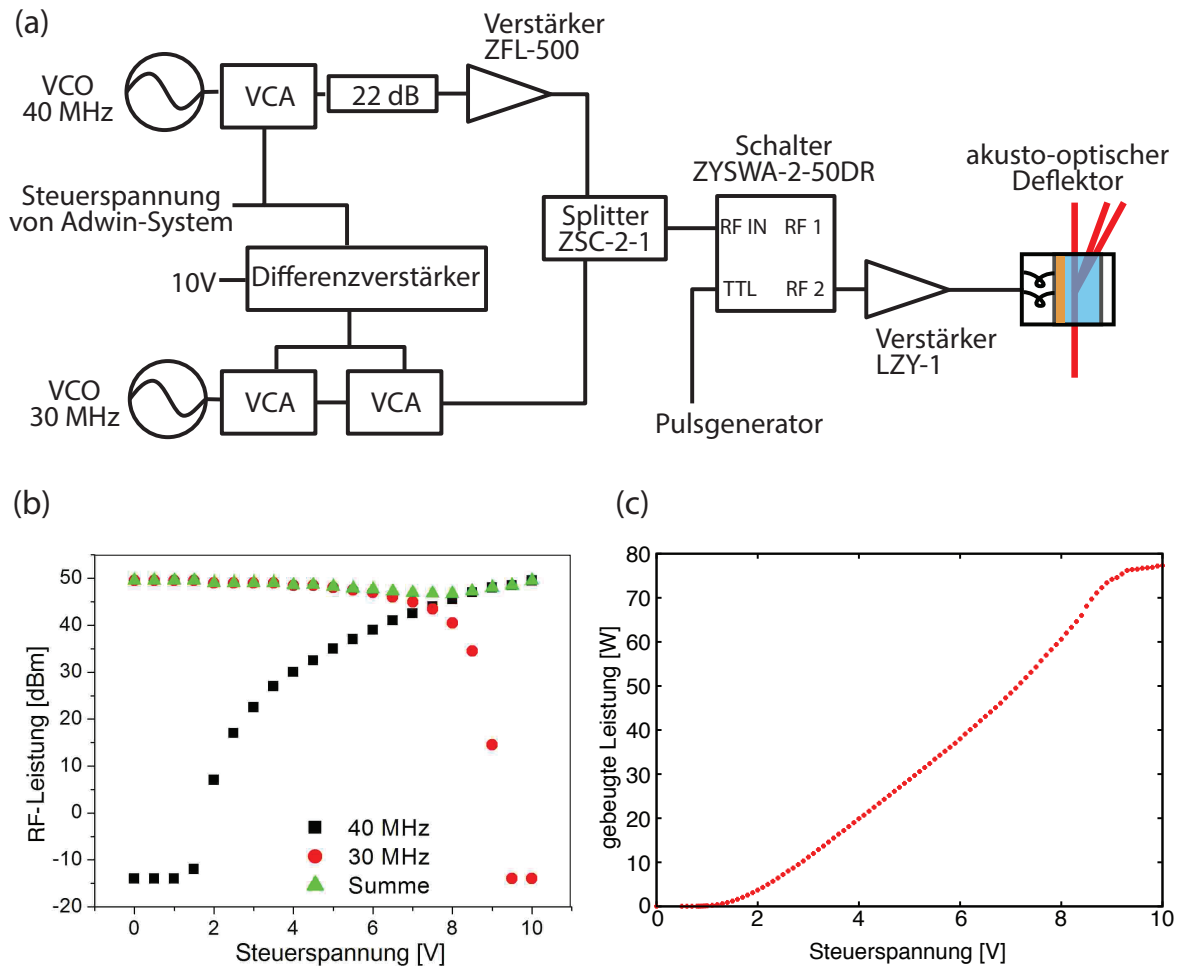 (a)
Verstärker
ZFL-500
VCO
40 MHz
VCA
22 dB
Schalter
ZYSWA-2-50DR
akusto-optischer
Deflektor
Steuerspannung
von Adwin-System
Splitter
ZSC-2-1
RF IN RF 1
TTL RF 2
10V
Differenzverstärker
Verstärker
LZY-1
VCO
30 MHz
VCA
VCA
Pulsgenerator
(b)
RF-Leistung [dBm]
50
40
30
20
10
0
-10
-20
40 MHz
30 MHz
Summe
0 2 4 6 8 10
Steuerspannung [V]
(c)
gebeugte Leistung [W]
80
70
60
50
40
30
20
10
0
0 2 4 6 8 10
Steuerspannung [V]